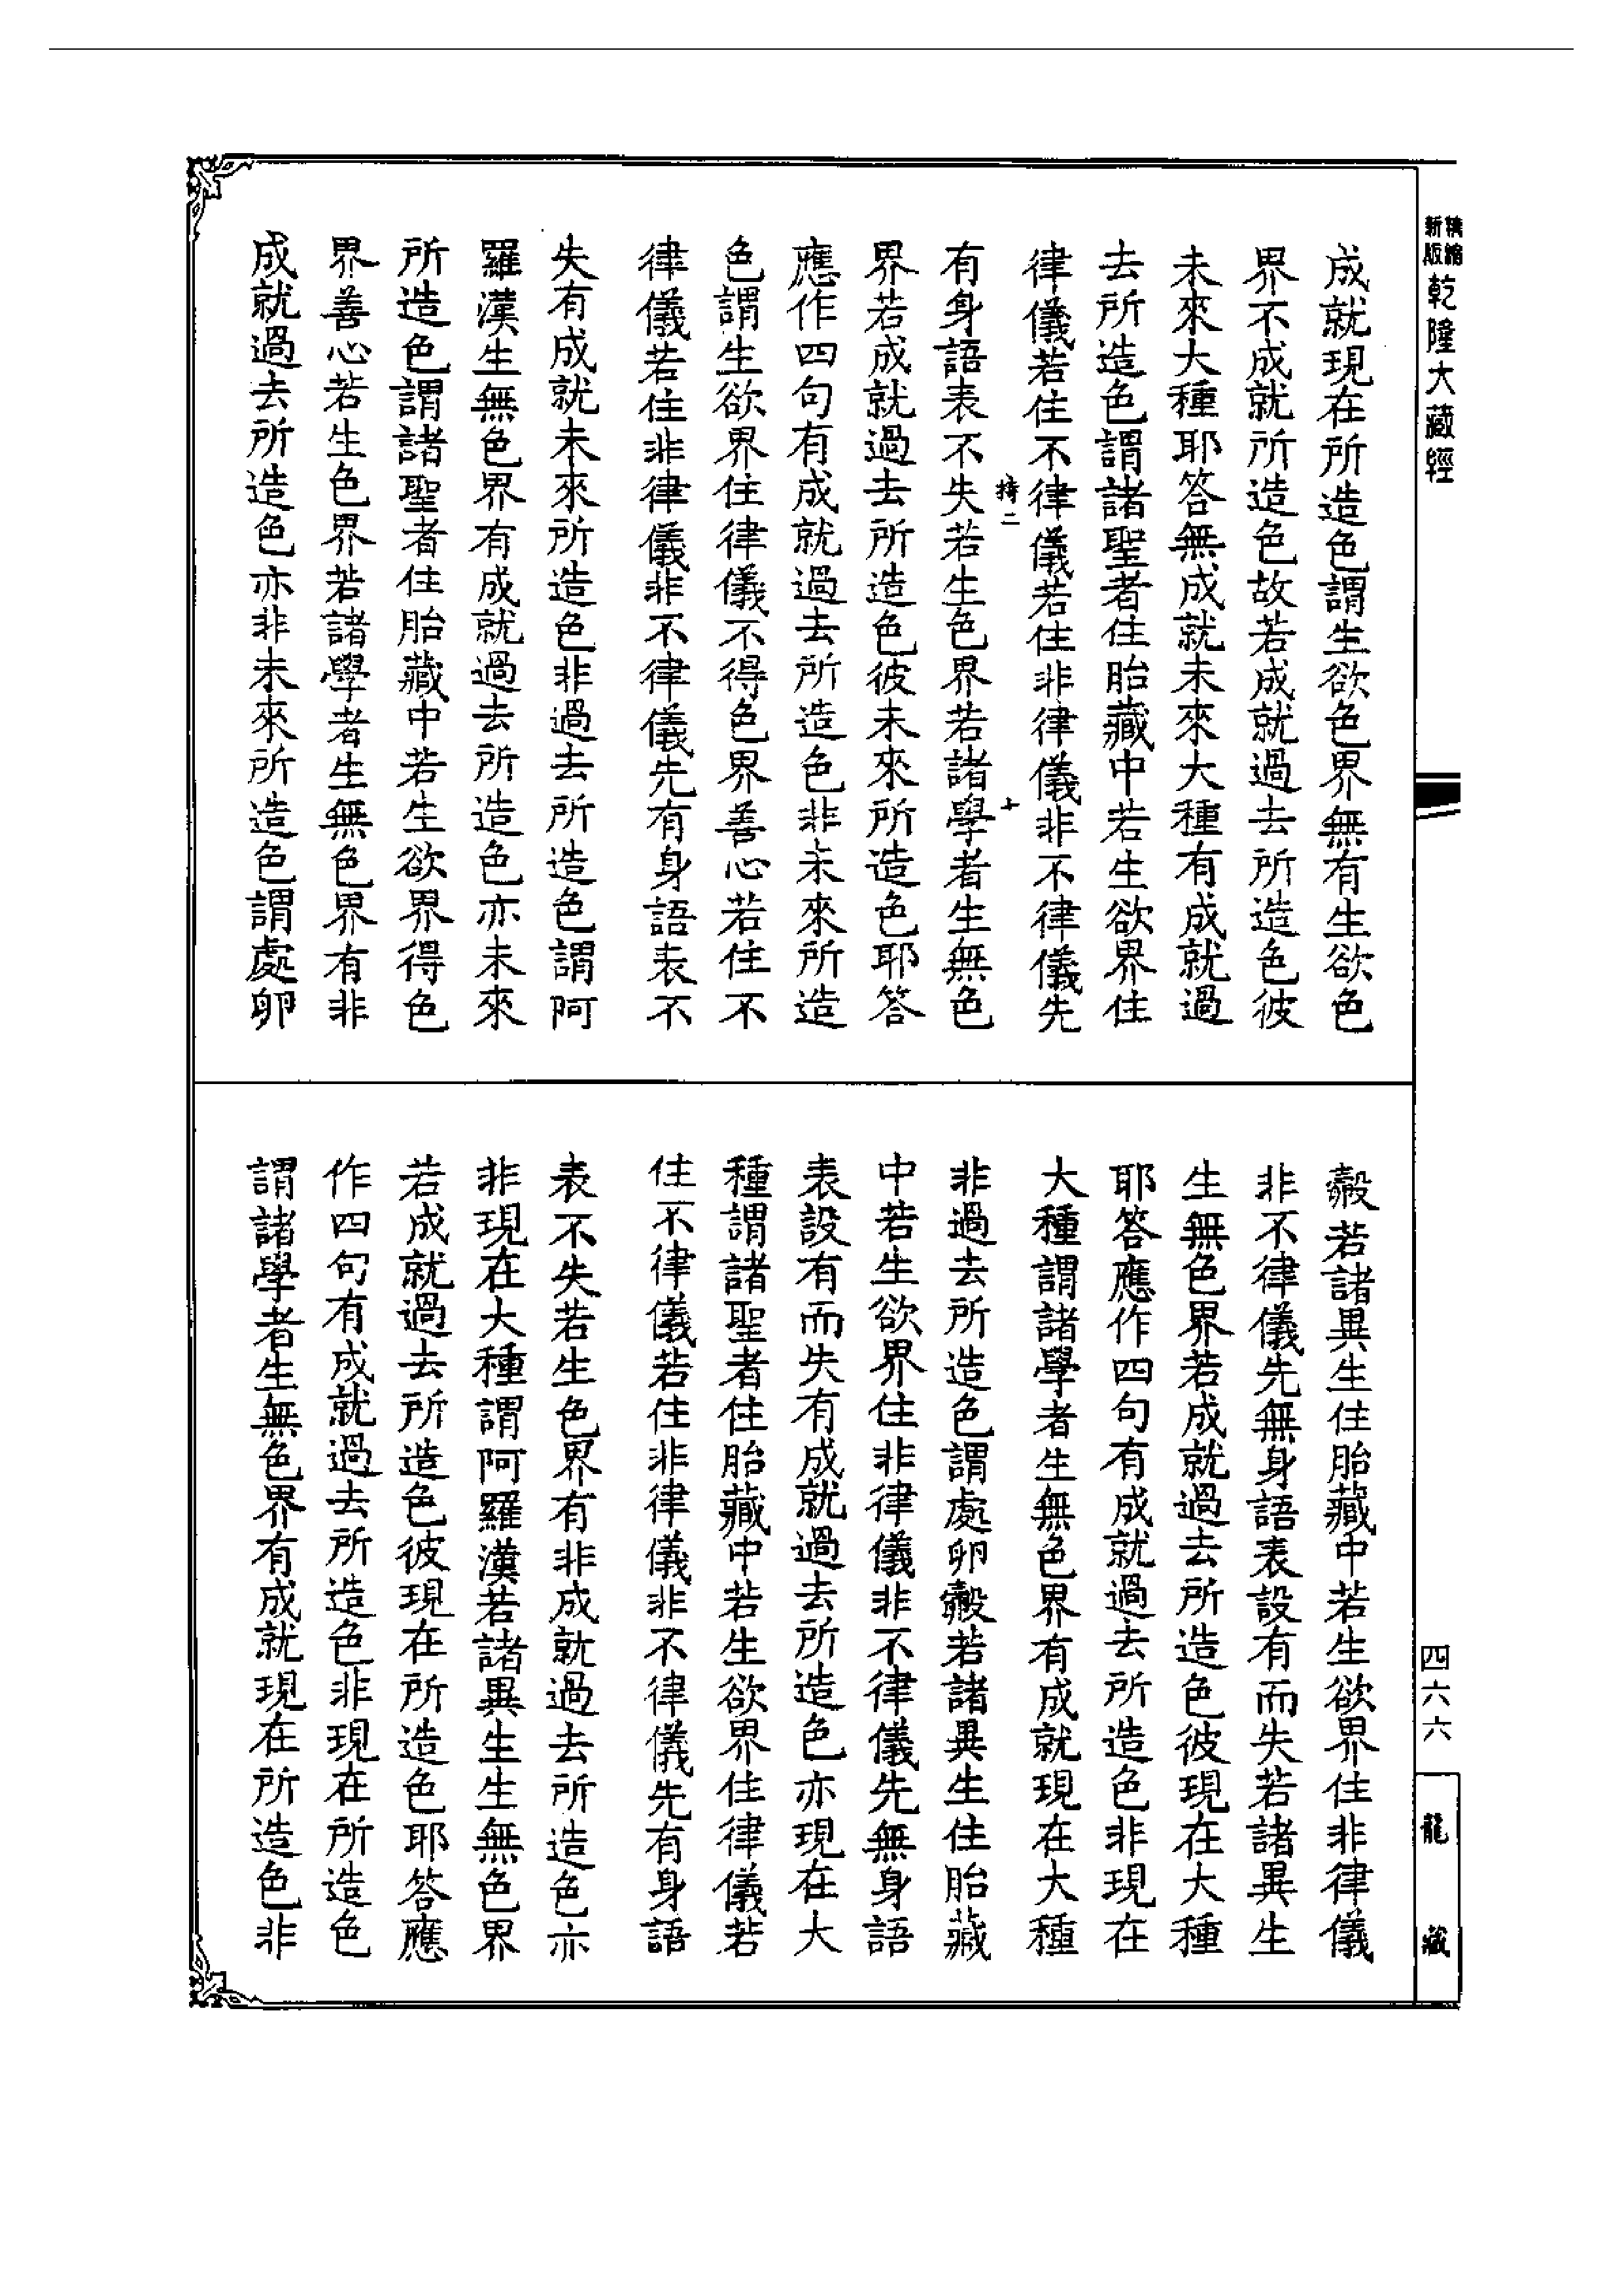 精縮
新版
乾隆大藏經
成就現在所造色謂生欲色界無有生欲色
界不成就所造色故若成就過去所造色彼
未來大種耶答無成就未來大種有成就過
去所造色謂諸聖者住胎藏中若生欲界住
律儀若住不律儀若住非律儀非不律儀先
持二
十
有身語表不失若生色界若諸學者生無色
界若成就過去所造色彼未來所造色耶答
應作四句有成就過去所造色非未來所造
色謂生欲界住律儀不得色界善心若住不
律儀若住非律儀非不律儀先有身語表不
失有成就未來所造色非過去所造色謂阿
羅漢生無色界有成就過去所造色亦未來
所造色謂諸聖者住胎藏中若生欲界得色
界善心若生色界若諸學者生無色界有非
成就過去所造色亦非未來所造色謂處卵
㲉若諸異生住胎藏中若生欲界住非律儀
非不律儀先無身語表設有而失若諸異生
生無色界若成就過去所造色彼現在大種
耶答應作四句有成就過去所造色非現在
大種謂諸學者生無色界有成就現在大種
非過去所造色謂處卵㲉若諸異生住胎藏
中若生欲界住非律儀非不律儀先無身語
表設有而失有成就過去所造色亦現在大
種謂諸聖者住胎藏中若生欲界住律儀若
住不律儀若住非律儀非不律儀先有身語
表不失若生色界有非成就過去所造色亦
非現在大種謂阿羅漢若諸異生生無色界
若成就過去所造色彼現在所造色耶答應
作四句有成就過去所造色非現在所造色
謂諸學者生無色界有成就現在所造色非
四六六
龍藏